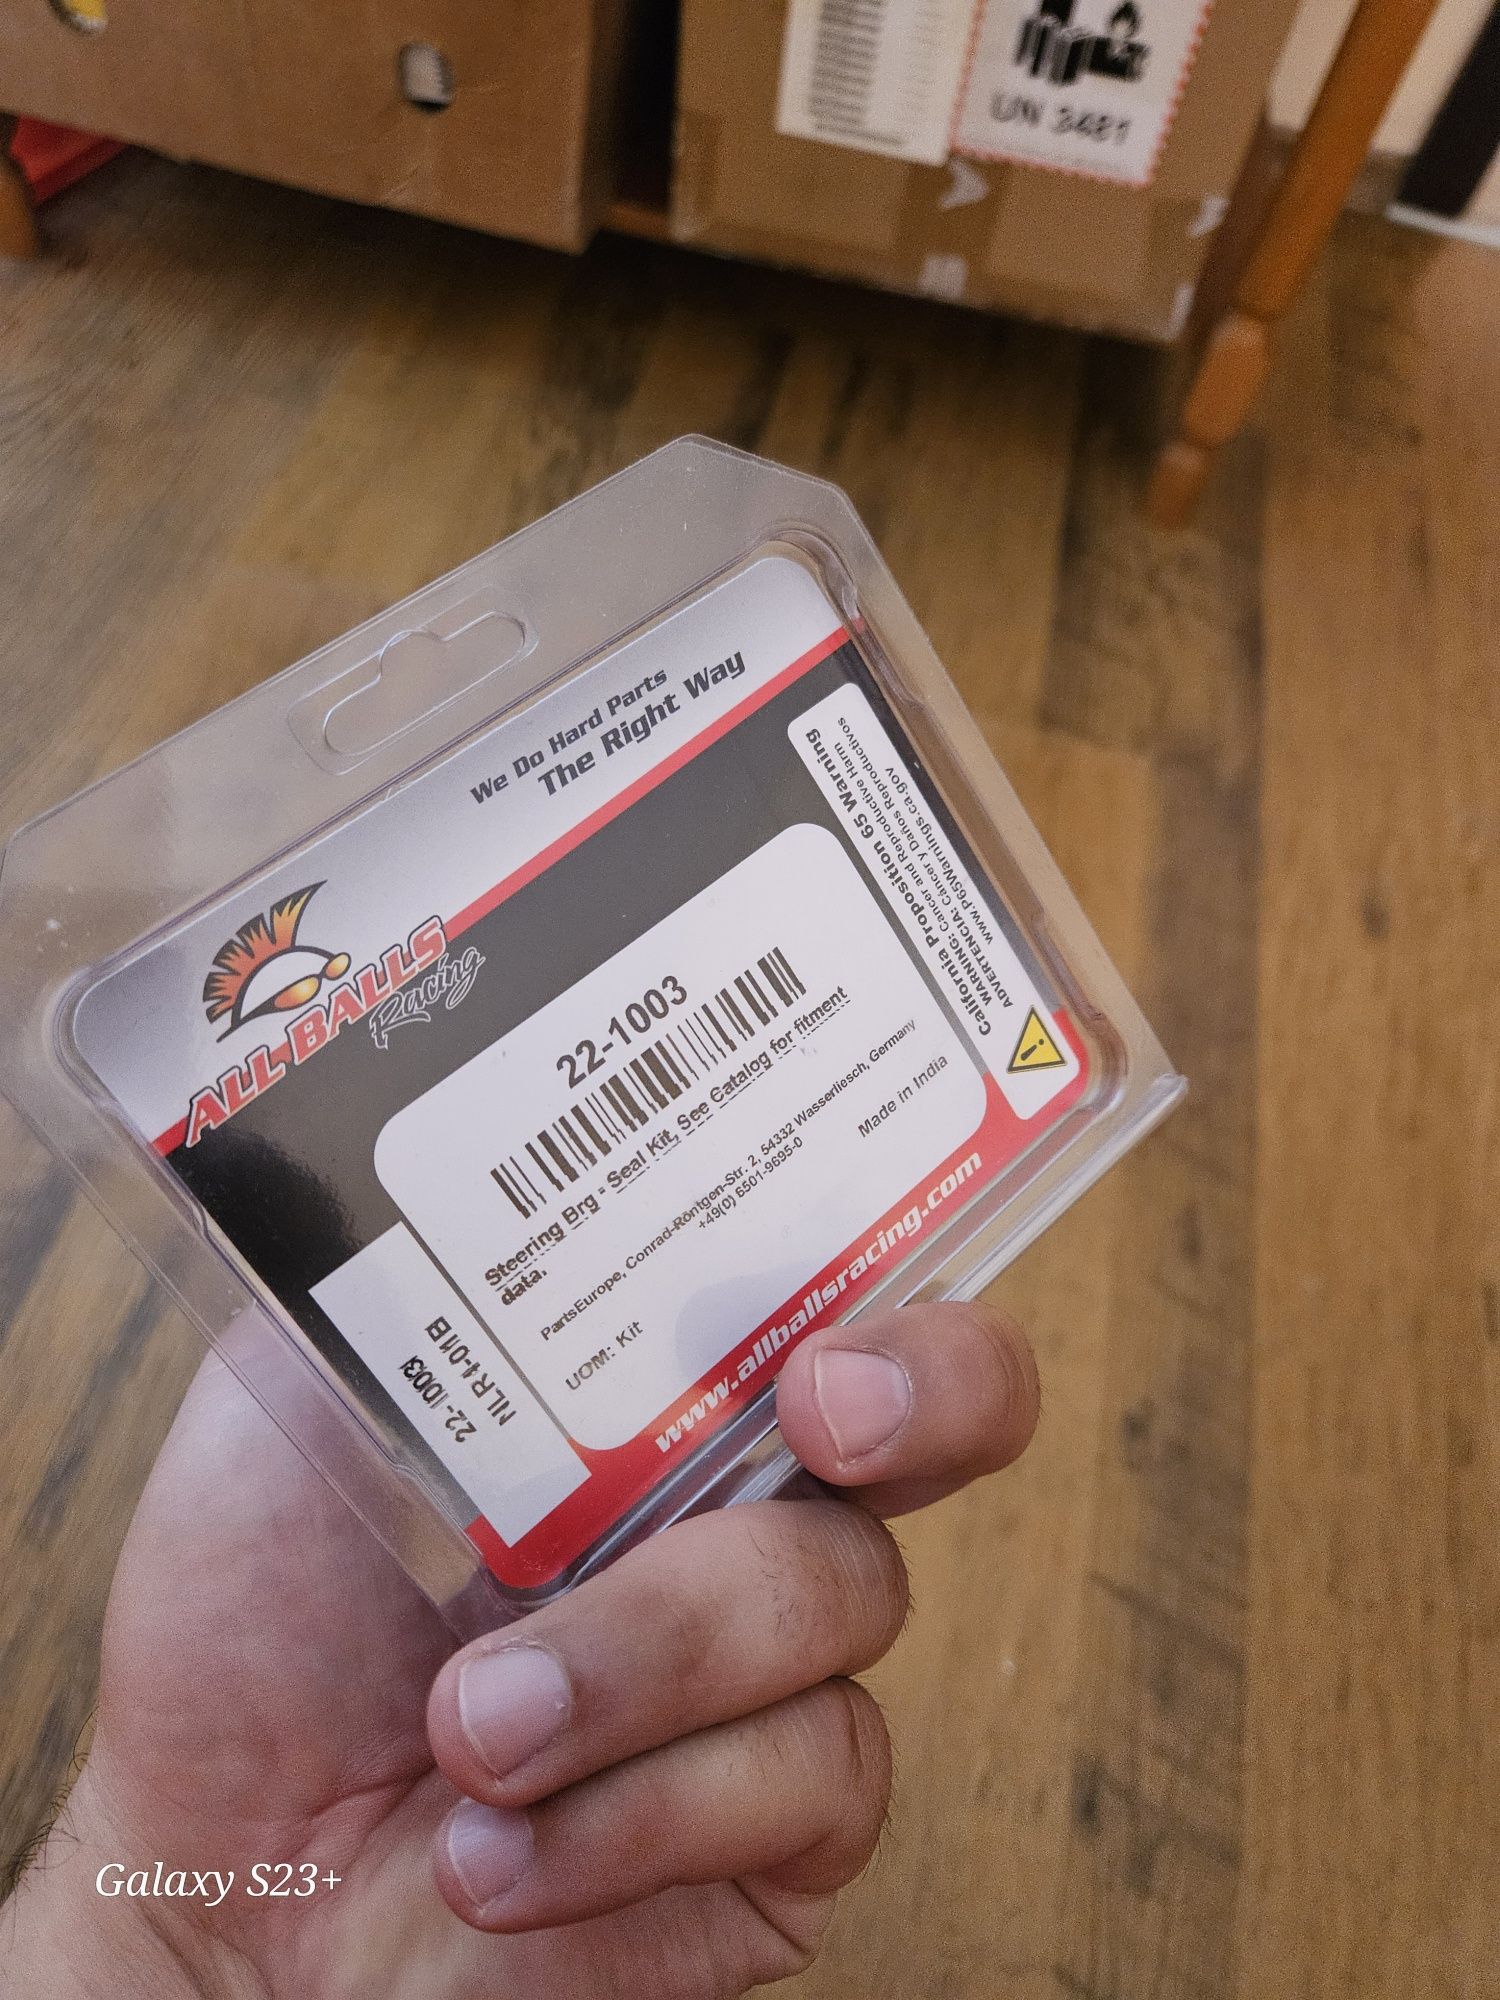 UN 3481
We Do Hard Parts
The Right Way
ALL BALLS
Racing
22-1003
Steering Brg - Seal Kit, See Catalog for fitment
data.
PartsEurope, Conrad-Röntgen-Str. 2, 54332 Wasserliesch, Germany
+49(0) 6501-9695-0
Made in India
UOM: Kit
www.allballsracing.com
22-1003
California Proposition 65 Warning
WARNING: Cancer and Reproductive Harm
ADVERTENCIA: Cáncer y Daños Reproductivos
www.P65Warnings.ca.gov
Galaxy S23+